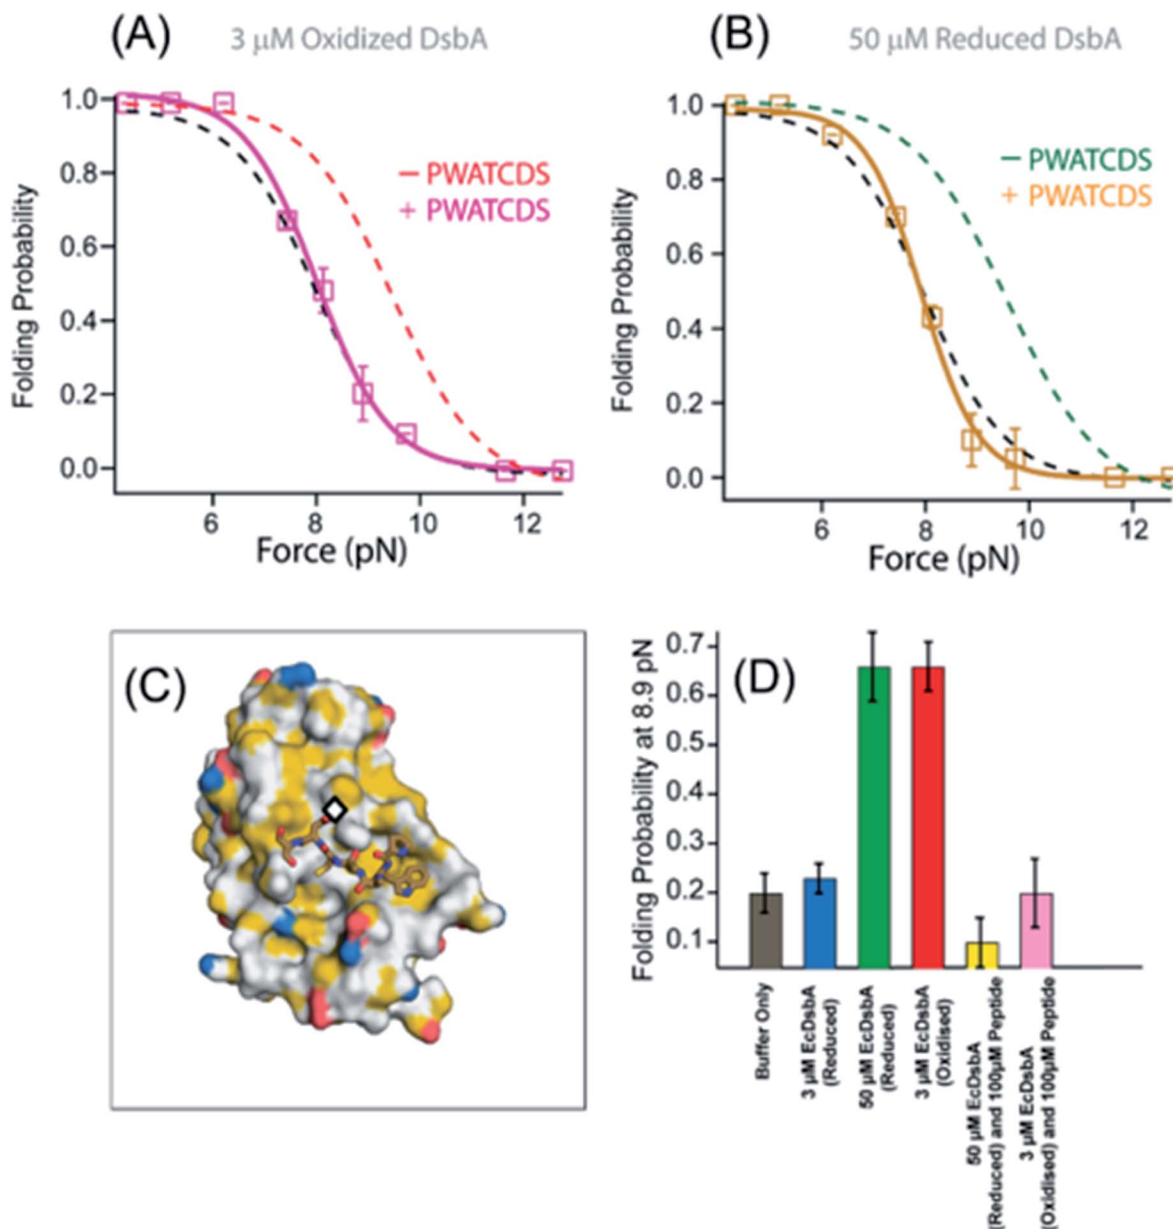 (A)
3 μM Oxidized DsbA
1.0
0.8
0.6
0.4
0.2
0.0
Folding Probability
– PWATCDS
+ PWATCDS
6 8 10 12
Force (pN)
(B)
50 μM Reduced DsbA
1.0
0.8
0.6
0.4
0.2
0.0
Folding Probability
– PWATCDS
+ PWATCDS
6 8 10 12
Force (pN)
(C)
(D)
Folding Probability at 8.9 pN
0.7
0.6
0.5
0.4
0.3
0.2
0.1
Buffer Only
3 μM EcDsbA
(Reduced)
50 μM EcDsbA
(Reduced)
3 μM EcDsbA
(Oxidised)
50 μM EcDsbA
(Reduced) and 100μM Peptide
3 μM EcDsbA
(Oxidised) and 100μM Peptide